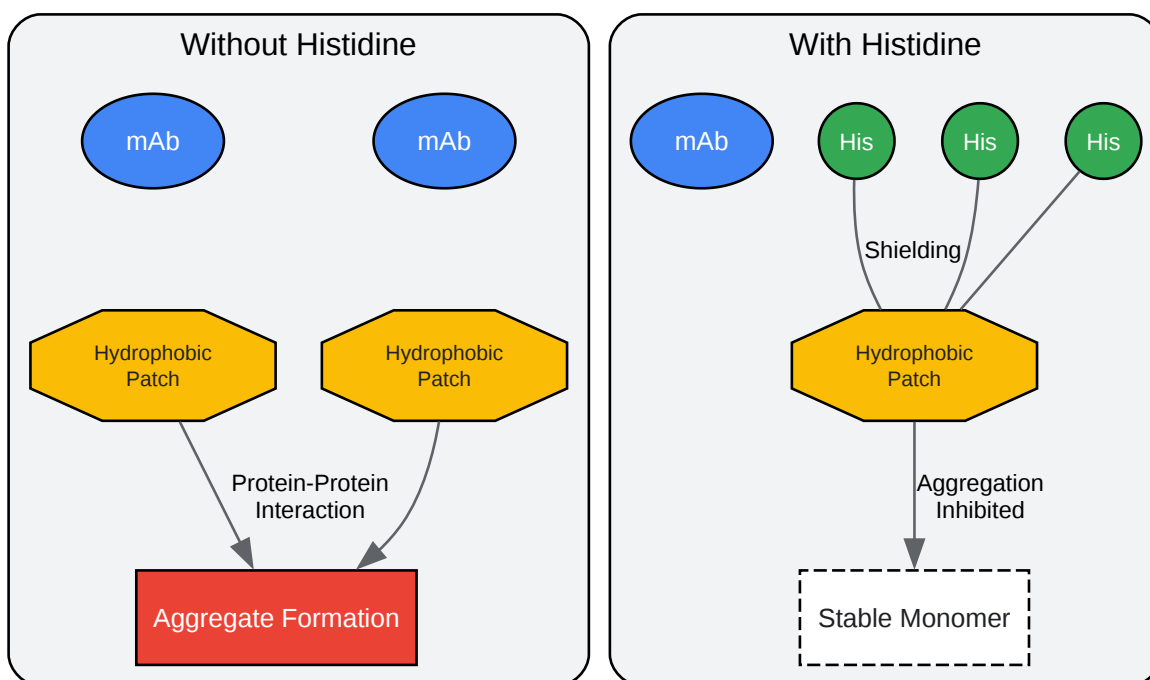 Without Histidine
mAb
mAb
Hydrophobic
Patch
Hydrophobic
Patch
Protein-Protein
Interaction
Aggregate Formation
With Histidine
mAb
His
His
His
Shielding
Hydrophobic
Patch
Aggregation
Inhibited
Stable Monomer